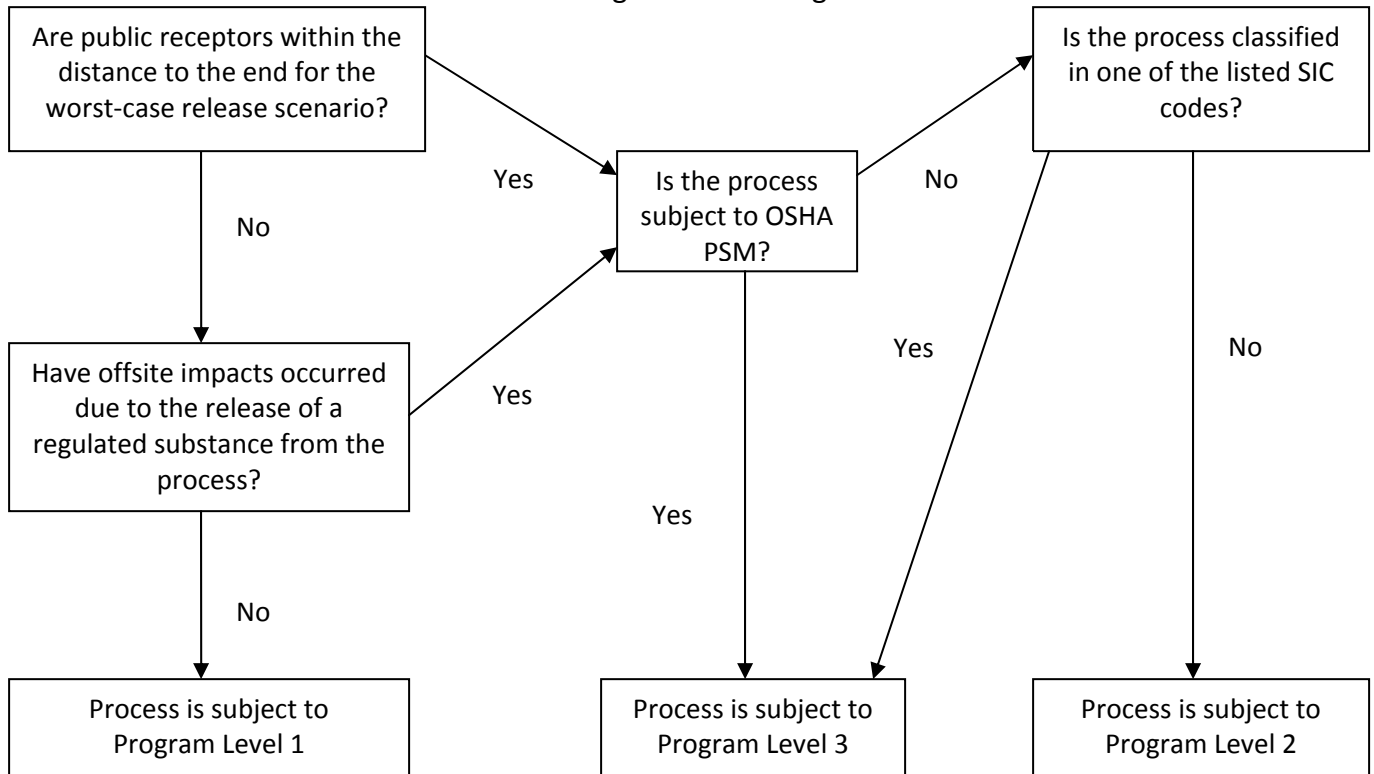 Are public receptors within the
distance to the end for the
worst-case release scenario?
Is the process classified
in one of the listed SIC
codes?
Yes
Is the process
subject to OSHA
PSM?
No
No
Have offsite impacts occurred
due to the release of a
regulated substance from the
process?
Yes
Yes
No
Yes
No
Process is subject to
Program Level 1
Process is subject to
Program Level 3
Process is subject to
Program Level 2